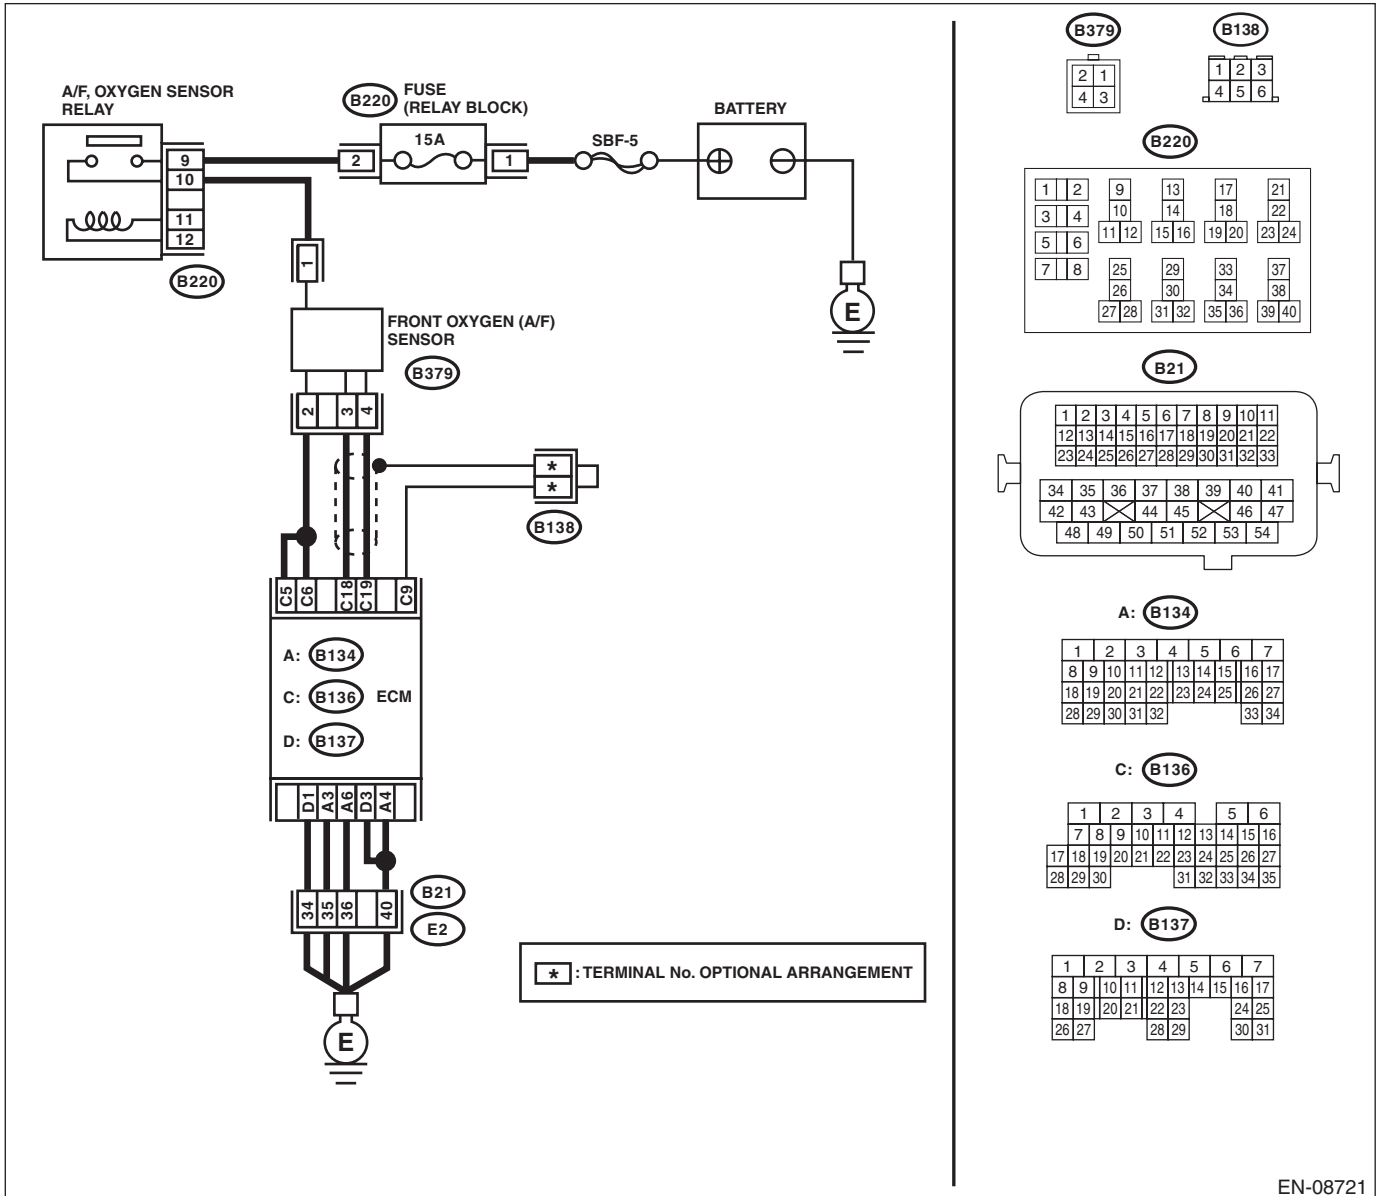 A/F, OXYGEN SENSOR
RELAY
9
10
11
12
B220
B220
FUSE
(RELAY BLOCK)
15A
2
1
SBF-5
BATTERY
E
1
FRONT OXYGEN (A/F)
SENSOR
B379
2
3
4
*
*
B138
C5
C6
C18
C19
C9
A: B134
C: B136
ECM
D: B137
D1
A3
A6
D3
A4
34
35
36
40
B21
E2
E
* : TERMINAL No. OPTIONAL ARRANGEMENT
B379
2 1
4 3
B138
1 2 3
4 5 6
B220
1 2
3 4
5 6
7 8
9
10
11 12
13
14
15 16
17
18
19 20
21
22
23 24
25
26
27 28
29
30
31 32
33
34
35 36
37
38
39 40
B21
1 2 3 4 5 6 7 8 9 10 11
12 13 14 15 16 17 18 19 20 21 22
23 24 25 26 27 28 29 30 31 32 33
34 35 36 37 38 39 40 41
42 43 44 45 46 47
48 49 50 51 52 53 54
A: B134
1 2 3 4 5 6 7
8 9 10 11 12 13 14 15 16 17
18 19 20 21 22 23 24 25 26 27
28 29 30 31 32 33 34
C: B136
1 2 3 4 5 6
7 8 9 10 11 12 13 14 15 16
17 18 19 20 21 22 23 24 25 26 27
28 29 30 31 32 33 34 35
D: B137
1 2 3 4 5 6 7
8 9 10 11 12 13 14 15 16 17
18 19 20 21 22 23 24 25
26 27 28 29 30 31
EN-08721